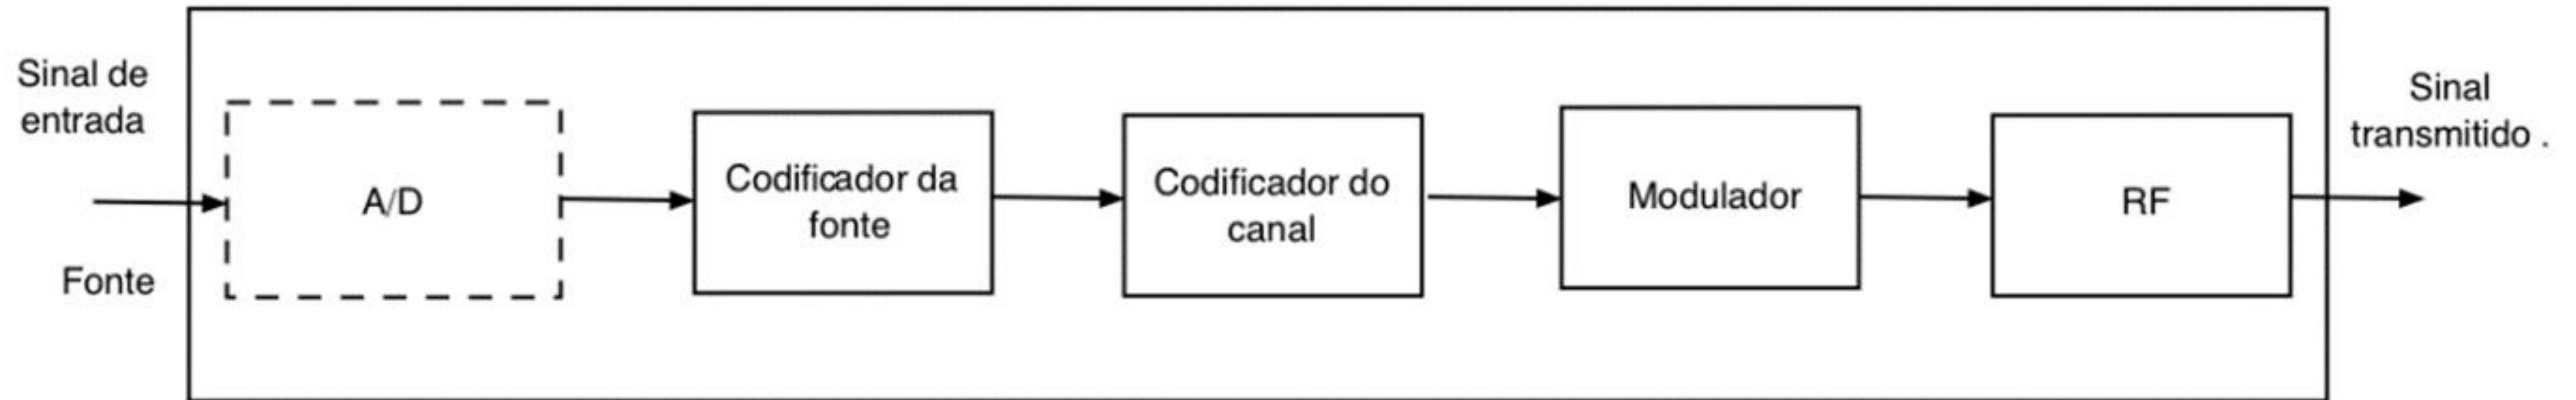 Sinal de
entrada
Fonte
A/D
Codificador da
fonte
Codificador do
canal
Modulador
RF
Sinal
transmitido .